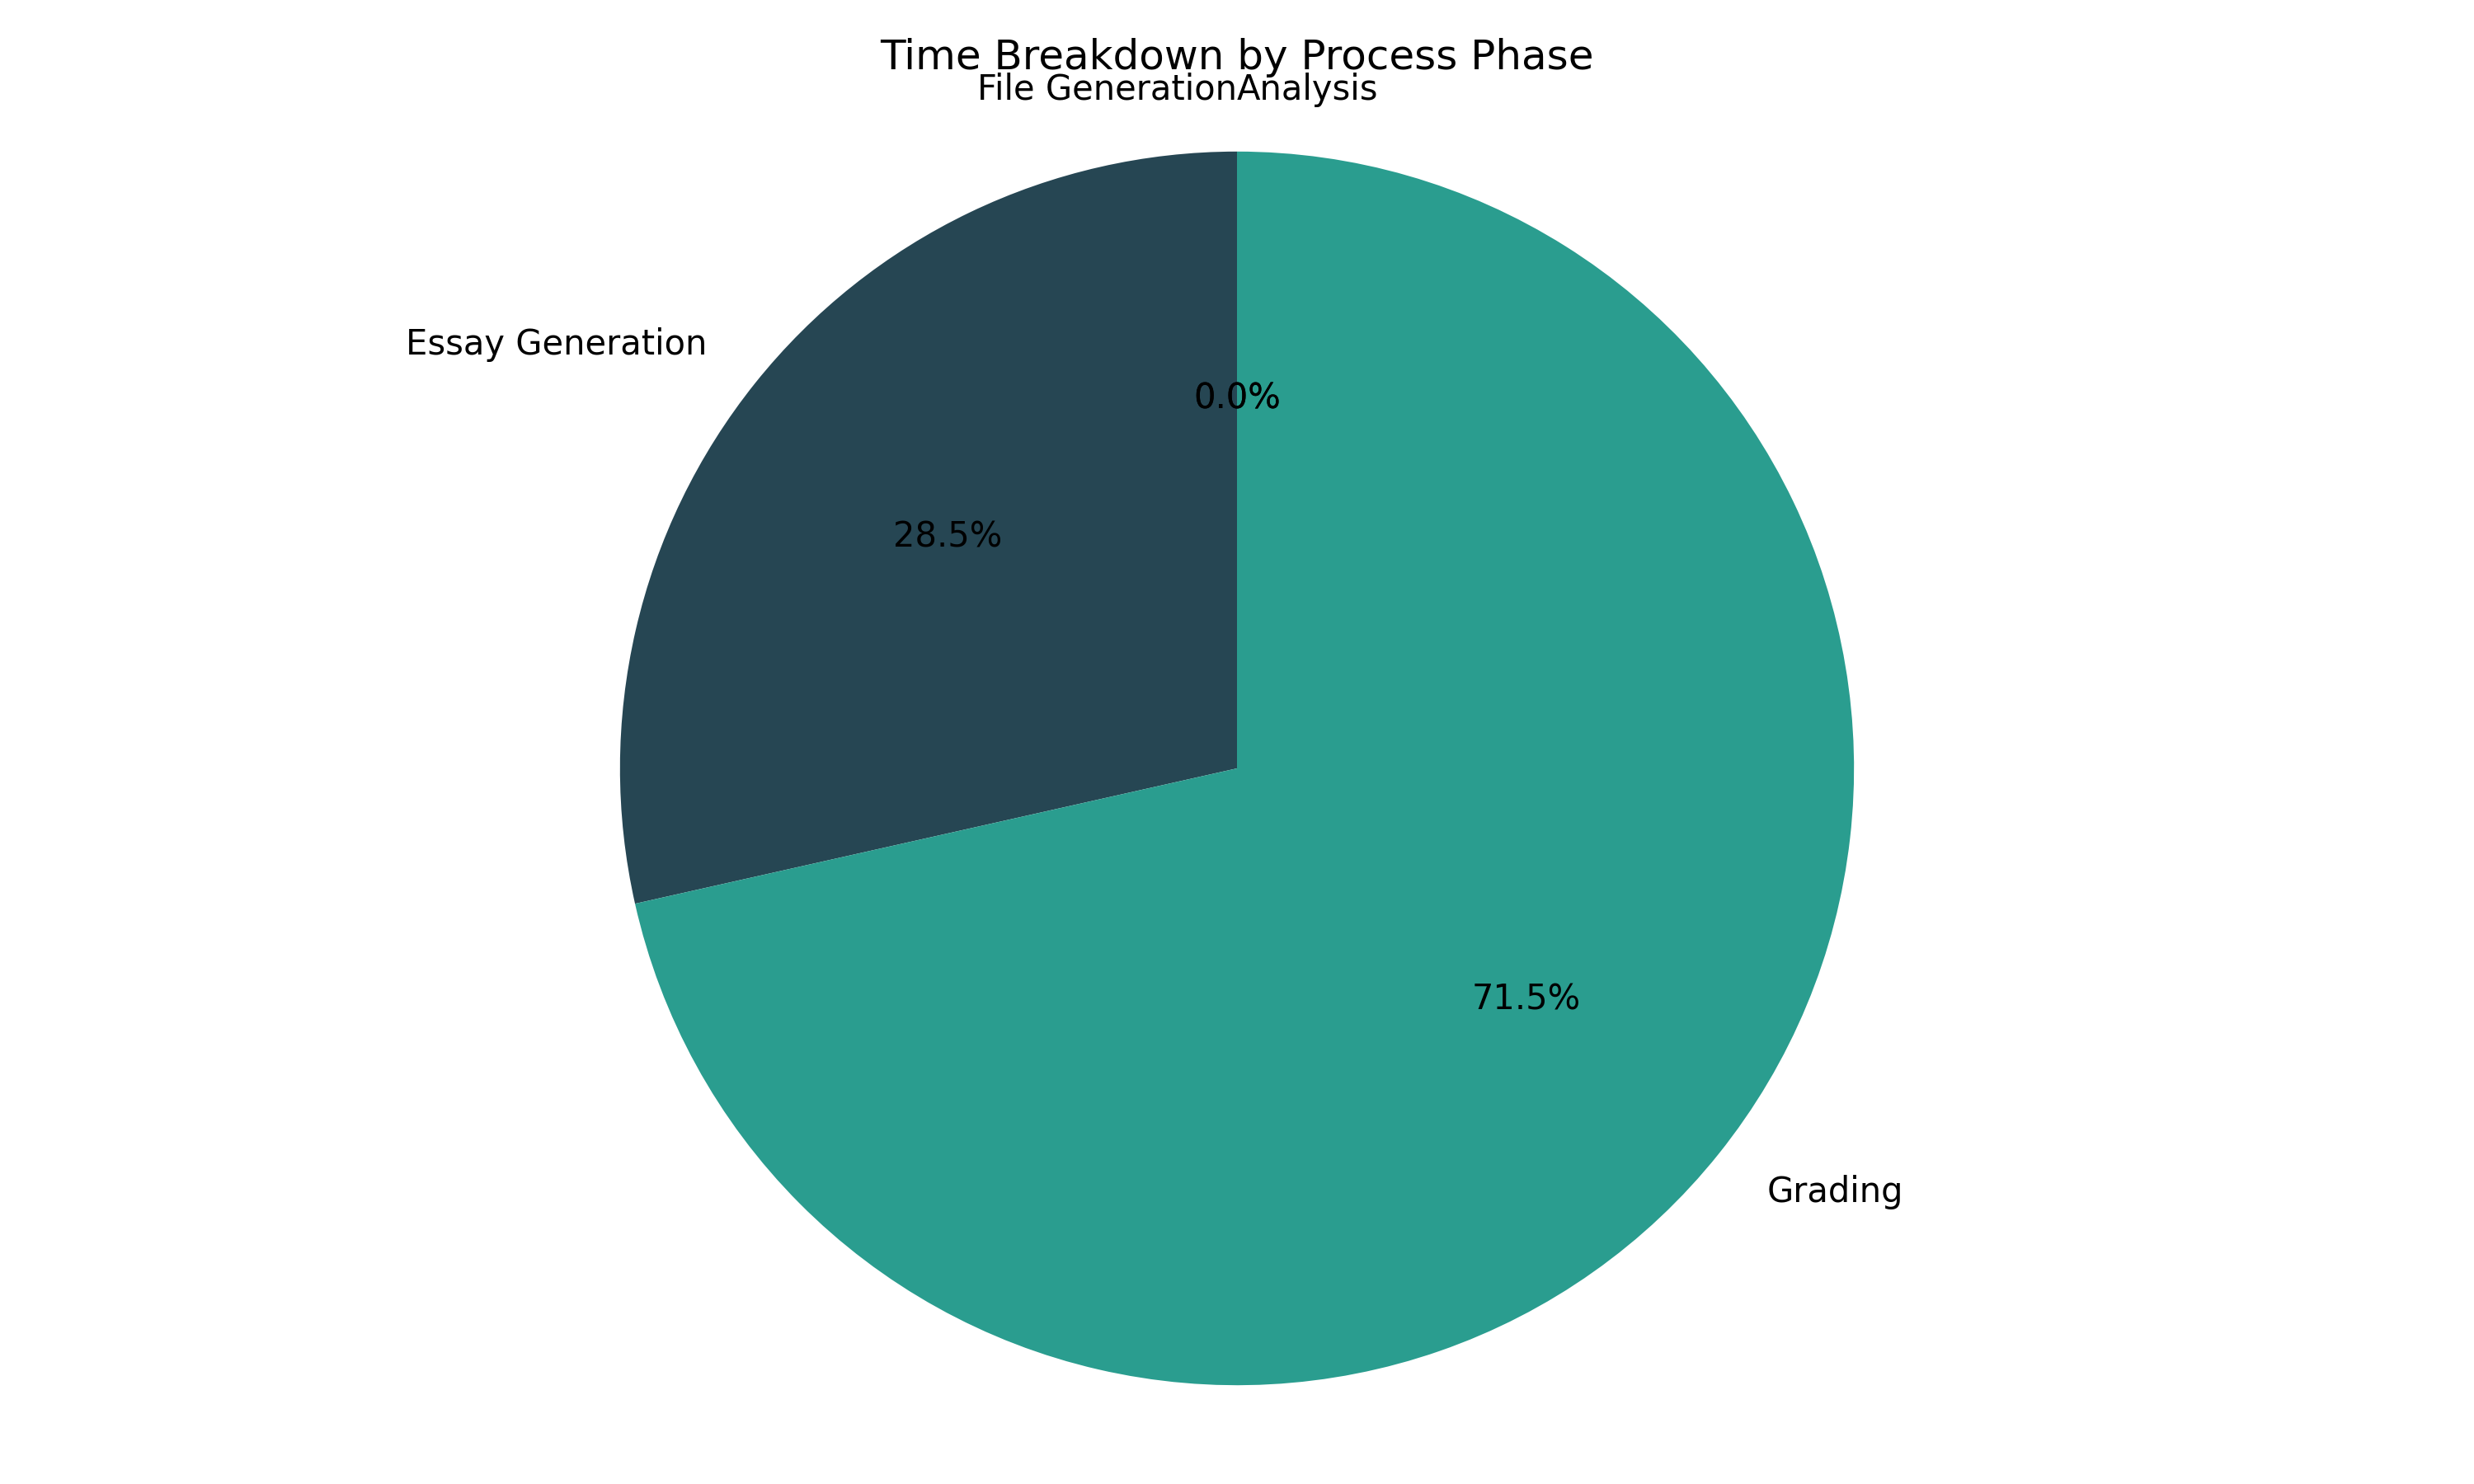 Time Breakdown by Process Phase
File GenerationAnalysis
Essay Generation
0.0%
28.5%
71.5%
Grading